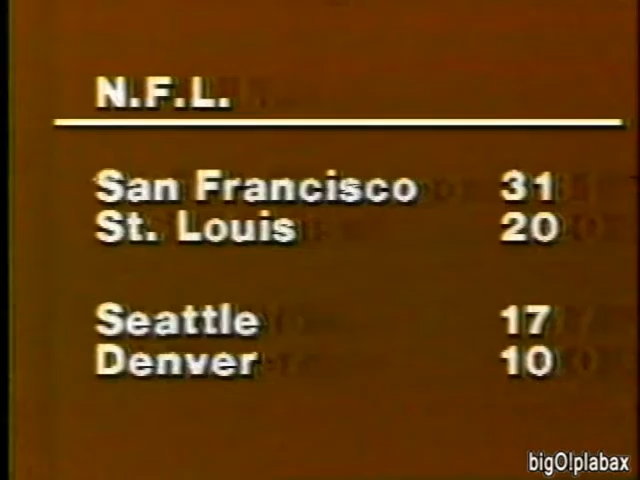 N.F.L.
San Francisco 31
St. Louis 20
Seattle 17
Denver 10
bigO!plabax